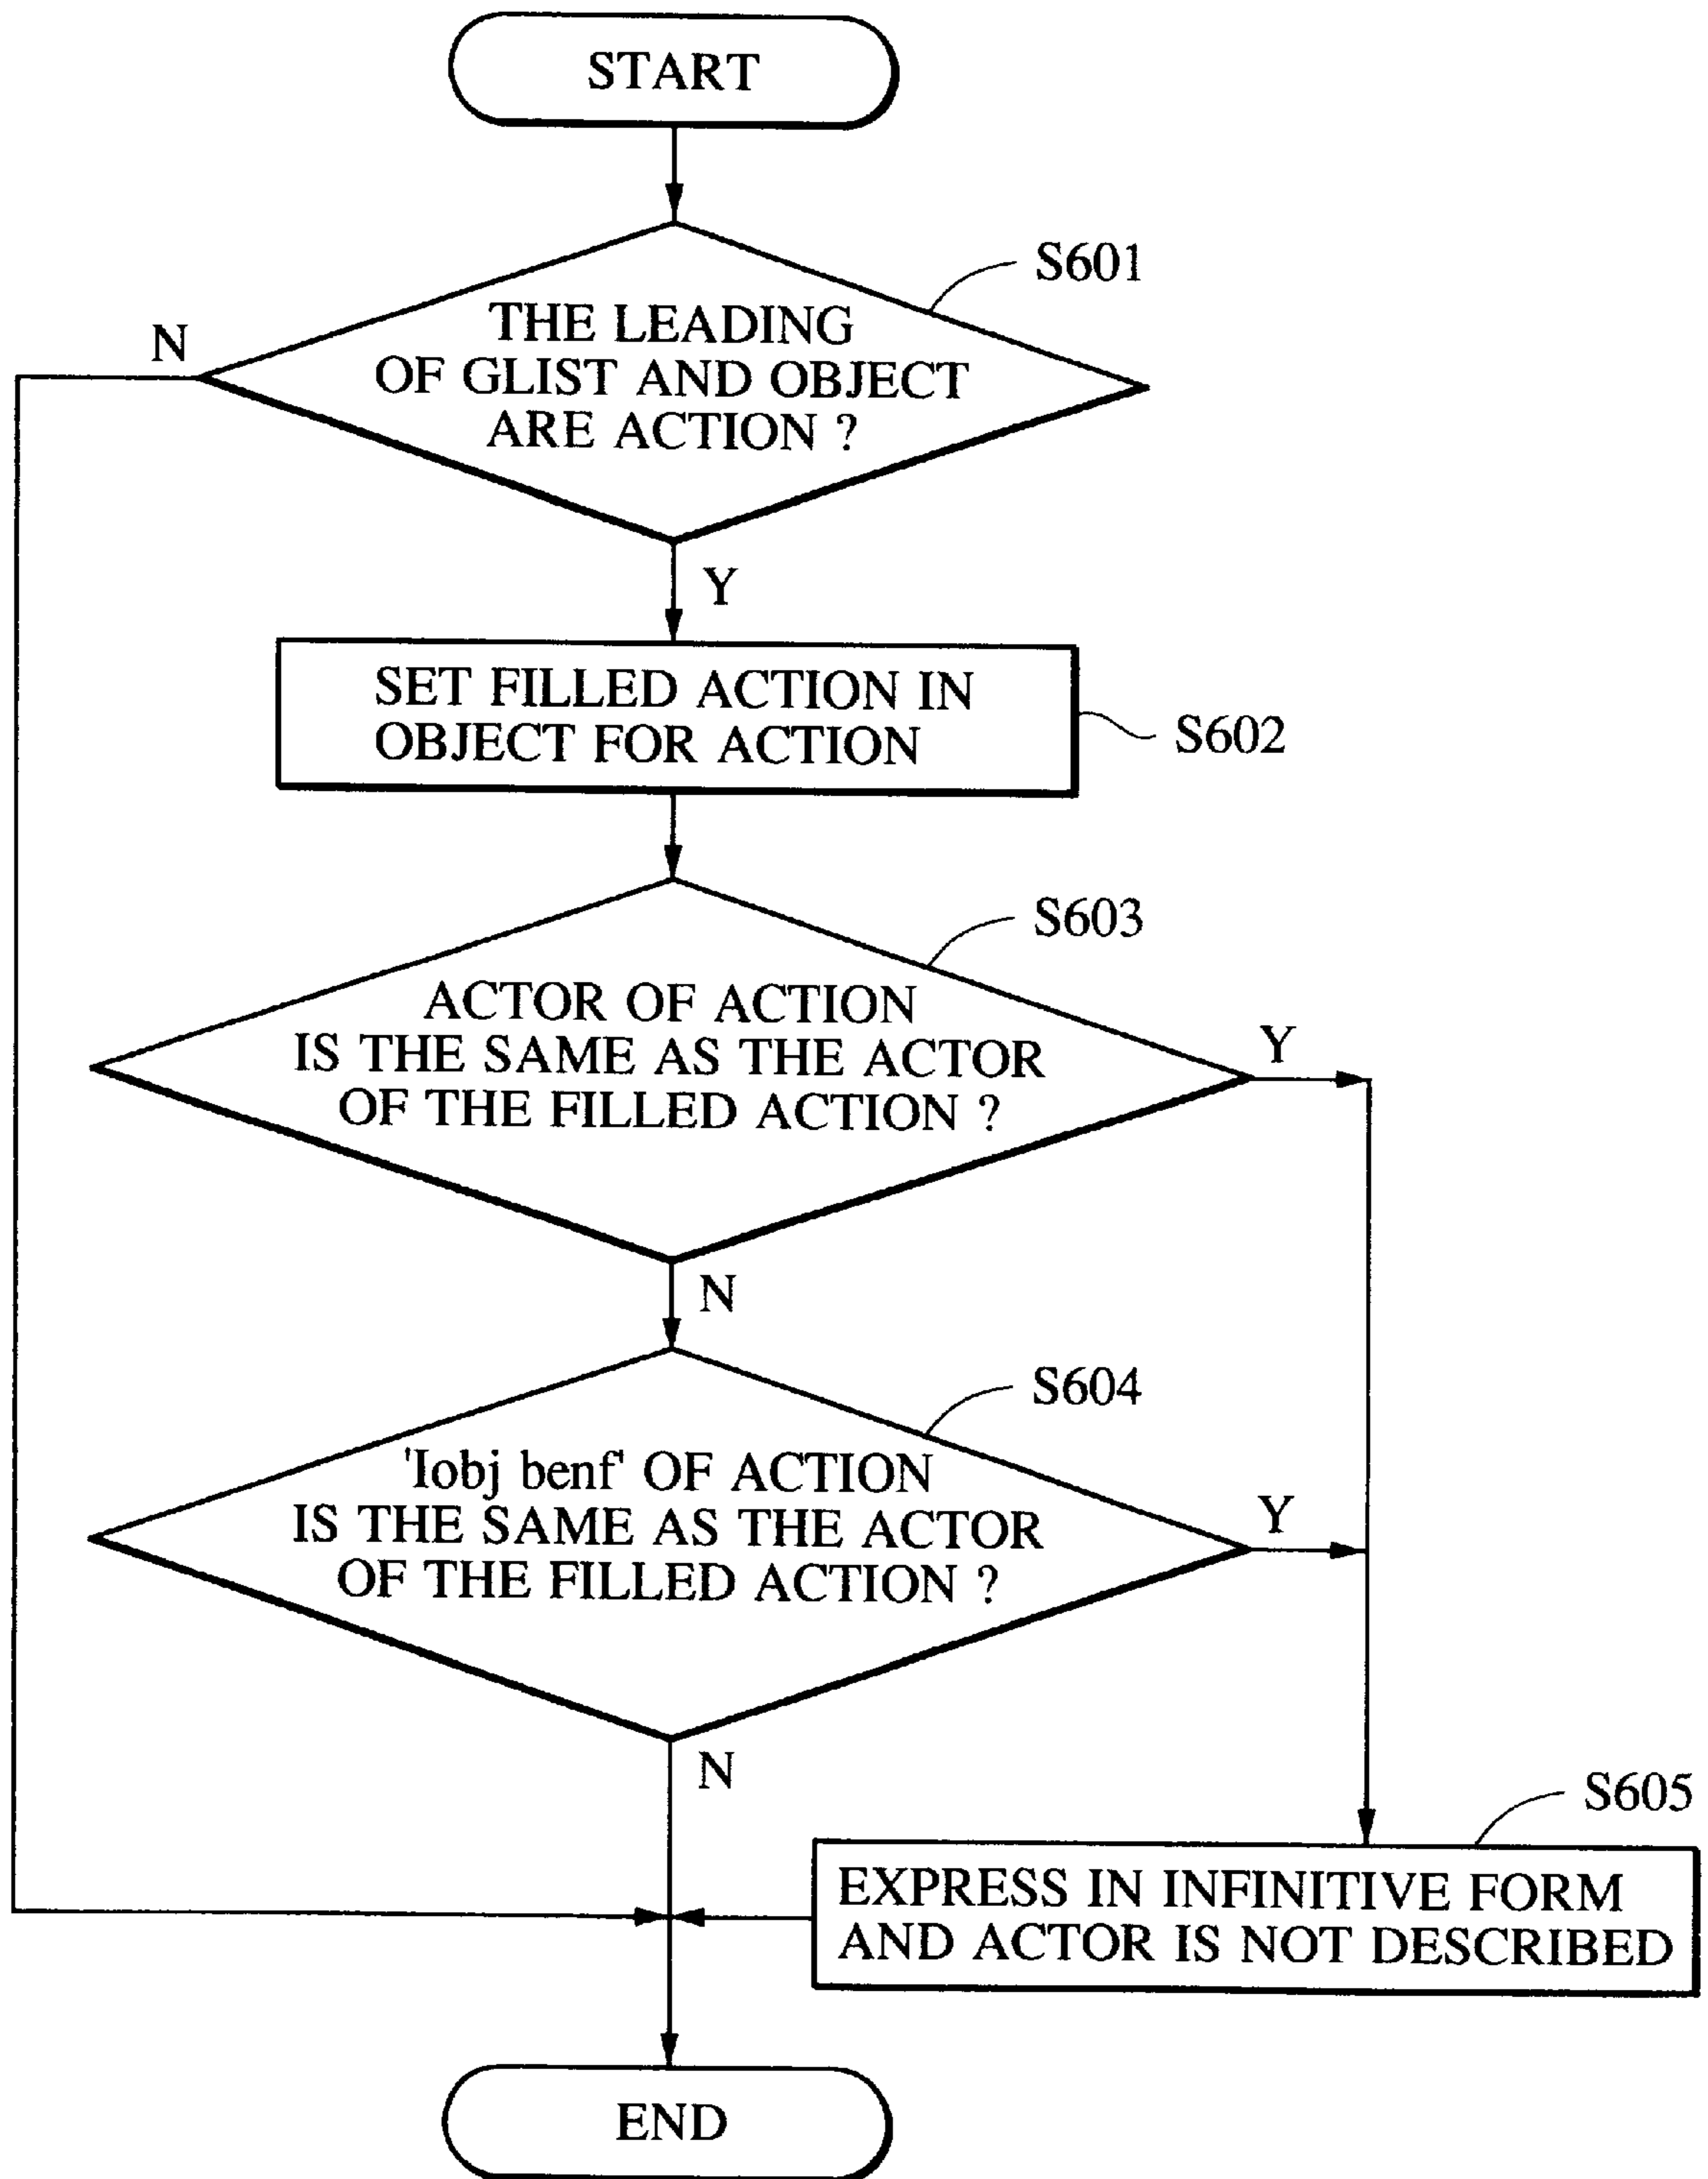 START
S601
THE LEADING
OF GLIST AND OBJECT
ARE ACTION ?
N
Y
SET FILLED ACTION IN
OBJECT FOR ACTION
S602
S603
ACTOR OF ACTION
IS THE SAME AS THE ACTOR
OF THE FILLED ACTION ?
Y
N
S604
'Iobj benf' OF ACTION
IS THE SAME AS THE ACTOR
OF THE FILLED ACTION ?
Y
N
S605
EXPRESS IN INFINITIVE FORM
AND ACTOR IS NOT DESCRIBED
END